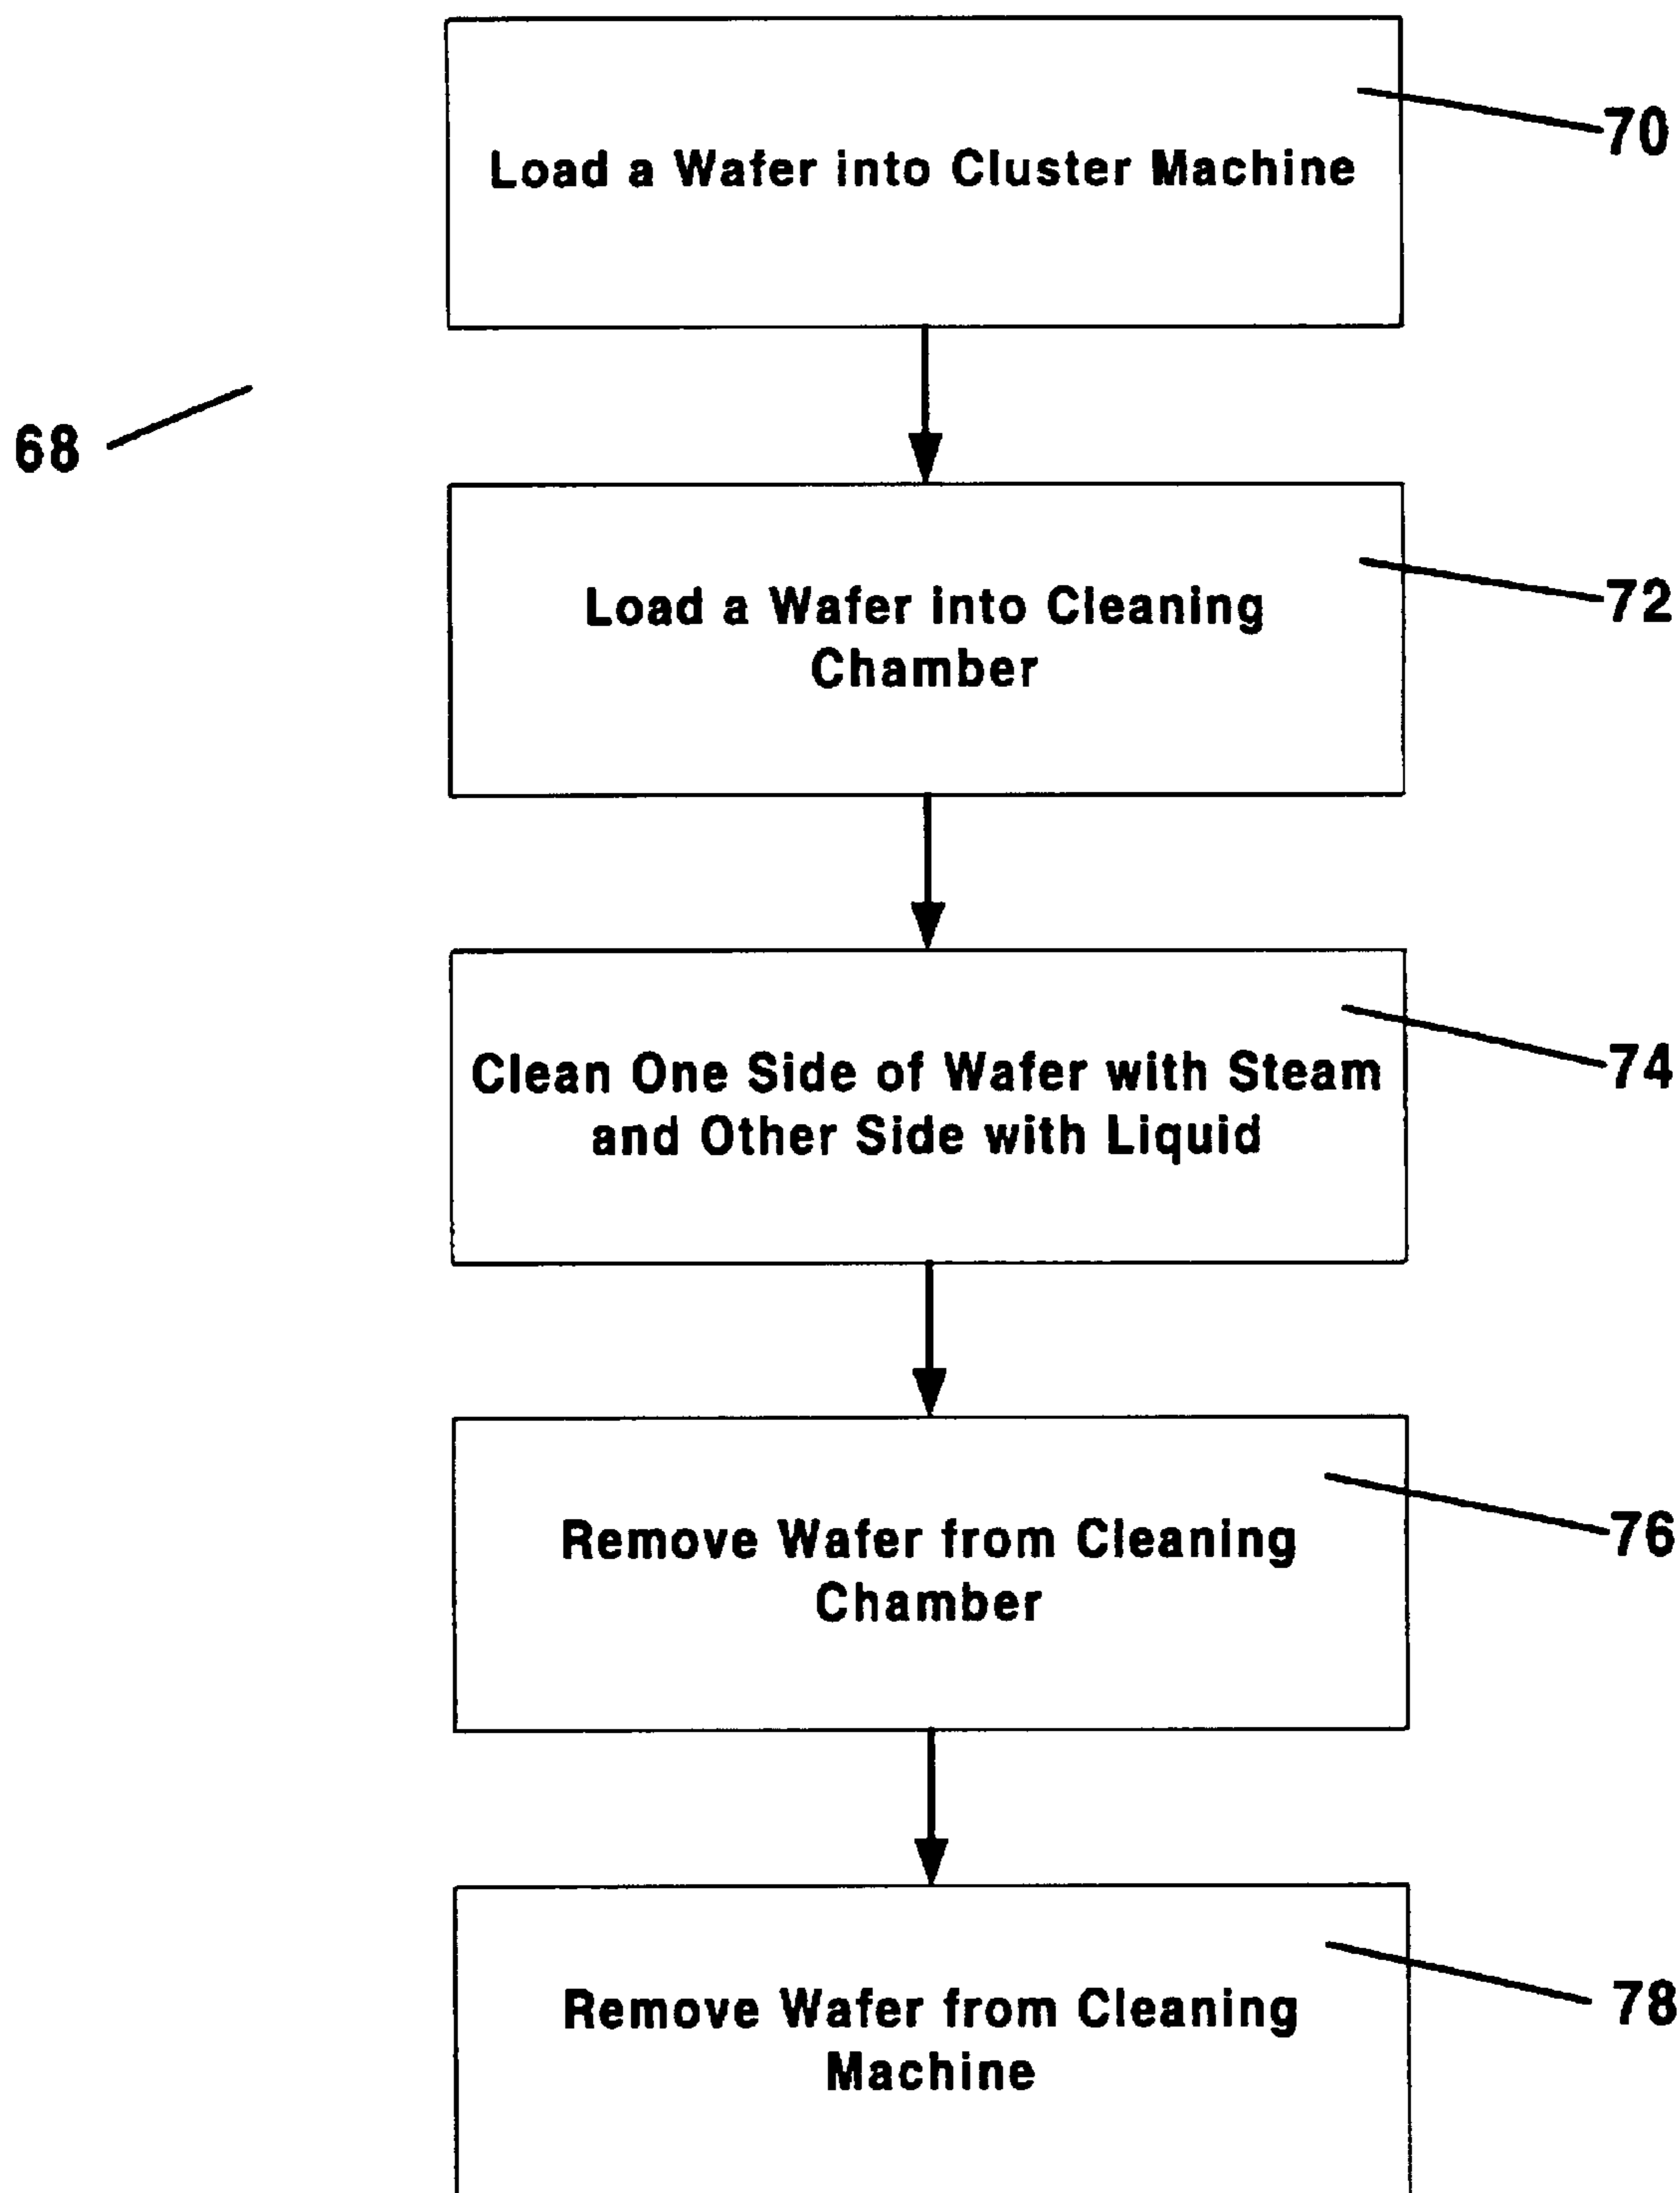 Load a Wafer into Cluster Machine
70
68
Load a Wafer into Cleaning
Chamber
72
Clean One Side of Wafer with Steam
and Other Side with Liquid
74
Remove Wafer from Cleaning
Chamber
76
Remove Wafer from Cleaning
Machine
78